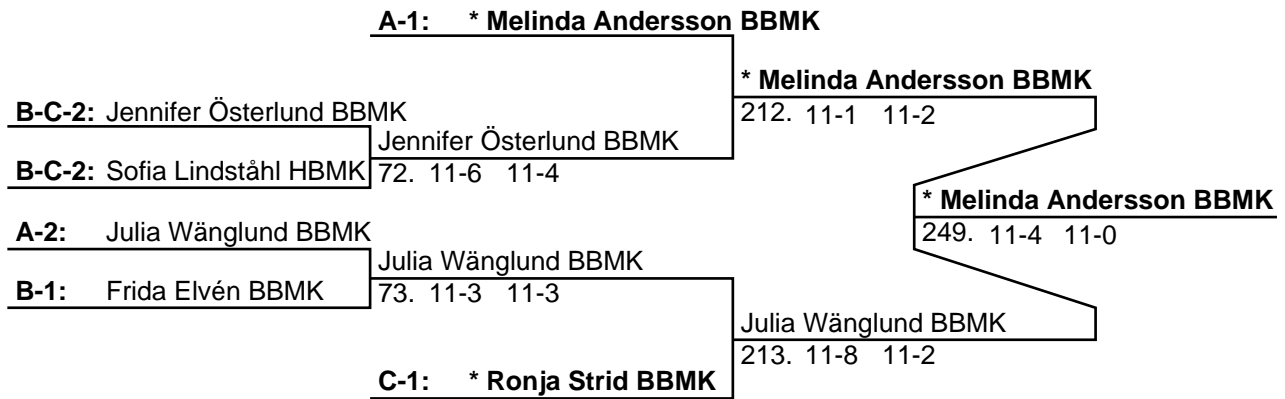 A-1: * Melinda Andersson BBMK
* Melinda Andersson BBMK
B-C-2: Jennifer Österlund BBMK
212. 11-1 11-2
Jennifer Österlund BBMK
B-C-2: Sofia Lindståhl HBMK
72. 11-6 11-4
* Melinda Andersson BBMK
A-2: Julia Wänglund BBMK
249. 11-4 11-0
Julia Wänglund BBMK
B-1: Frida Elvén BBMK
73. 11-3 11-3
Julia Wänglund BBMK
213. 11-8 11-2
C-1: * Ronja Strid BBMK